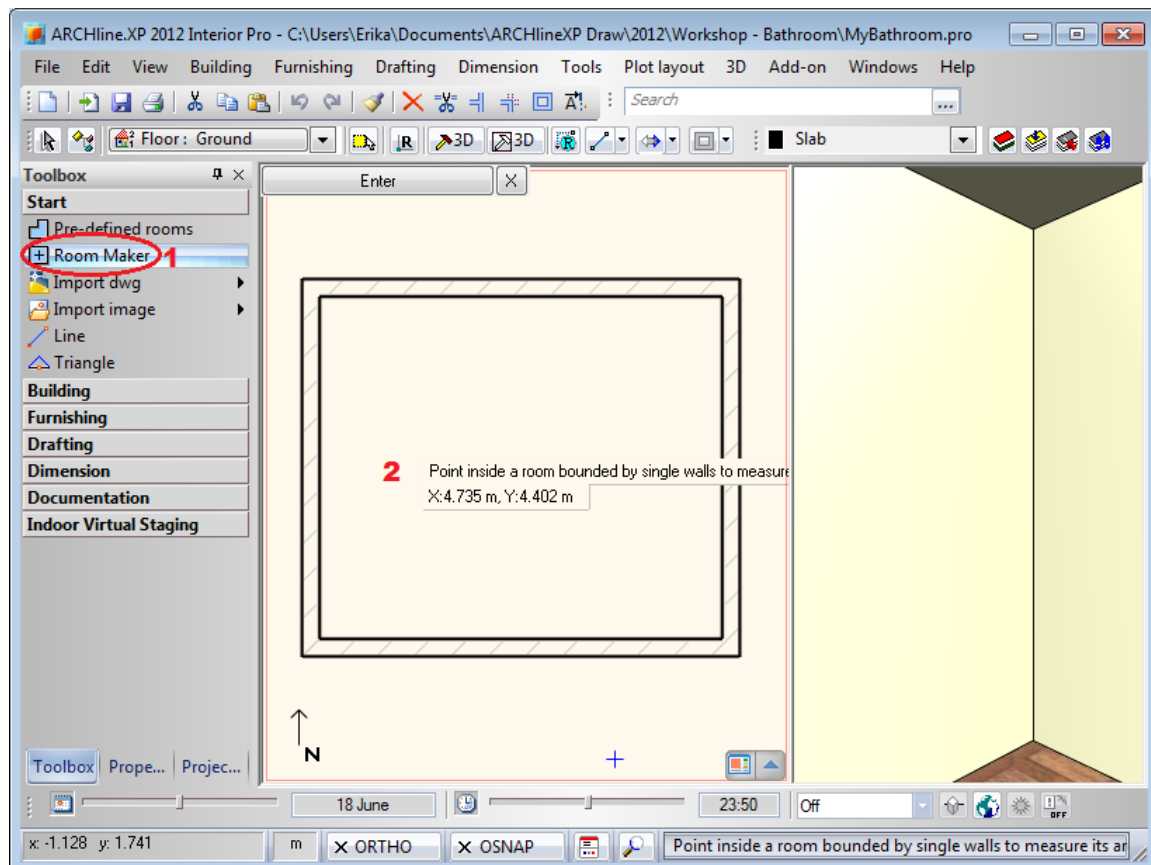 ARCHline.XP 2012 Interior Pro - C:\Users\Erika\Documents\ARCHlineXP Draw\2012\Workshop - Bathroom\MyBathroom.pro
File Edit View Building Furnishing Drafting Dimension Tools Plot layout 3D Add-on Windows Help
Search ...
Floor : Ground R 3D 3D R Slab
Toolbox
Enter X
Start
Pre-defined rooms
Room Maker 1
Import dwg
Import image
Line
Triangle
Building
Furnishing
Drafting
Dimension
Documentation
Indoor Virtual Staging
2 Point inside a room bounded by single walls to measure
X:4.735 m, Y:4.402 m
N
Toolbox Prope... Projec...
18 June 23:50 Off OFF
x: -1.128 y: 1.741 m X ORTHO X OSNAP Point inside a room bounded by single walls to measure its ar